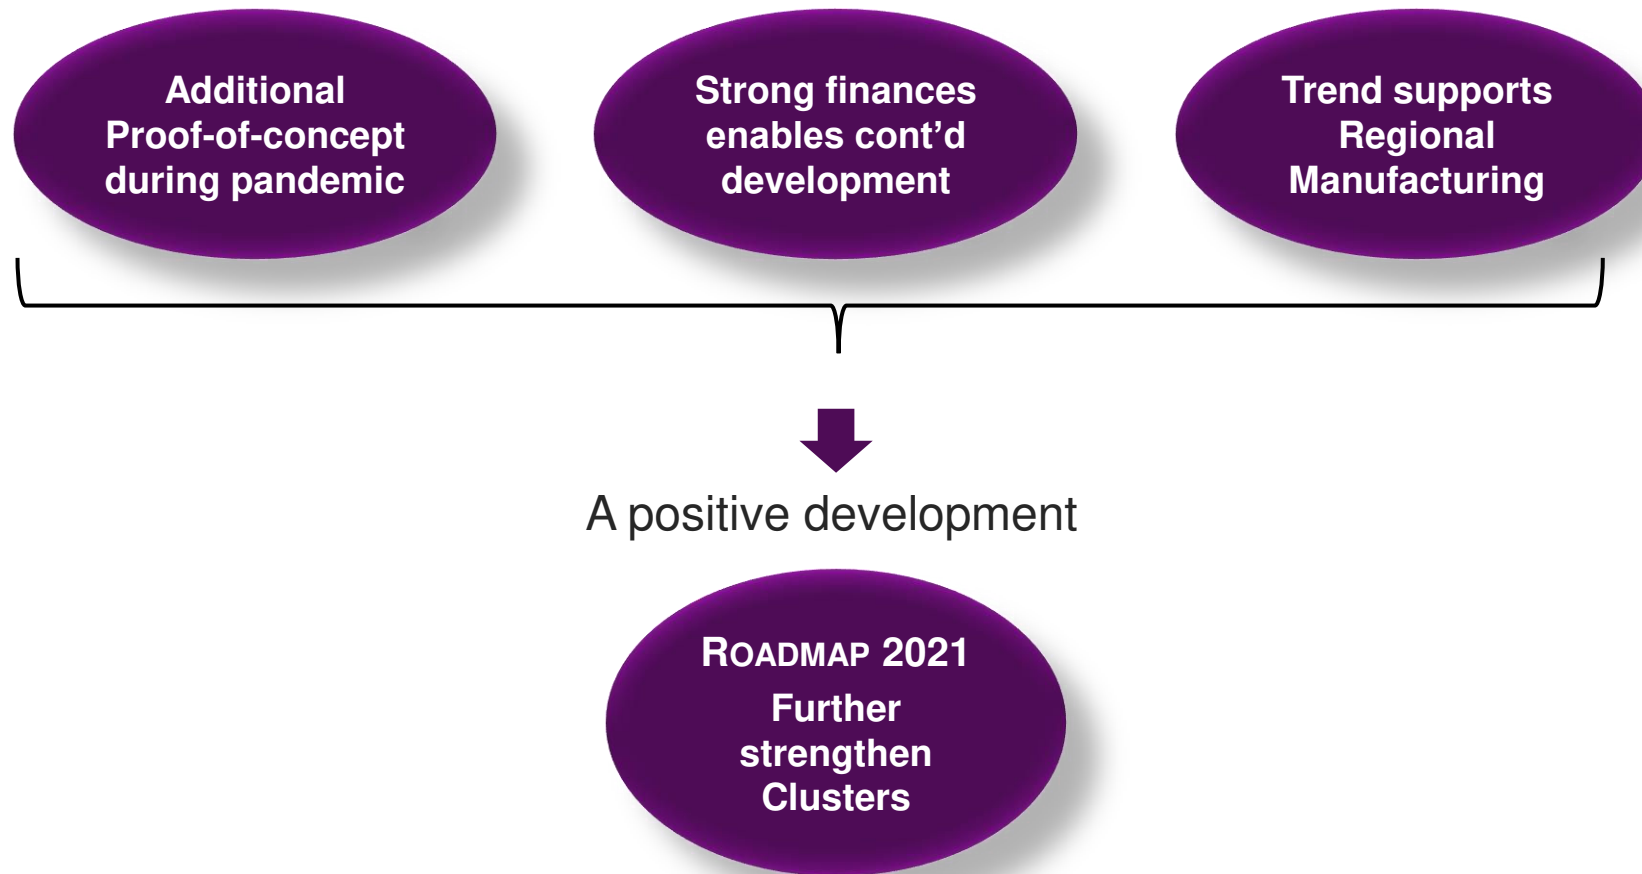 Additional
Proof-of-concept
during pandemic
Strong finances
enables cont’d
development
Trend supports
Regional
Manufacturing
A positive development
ROADMAP 2021
Further
strengthen
Clusters